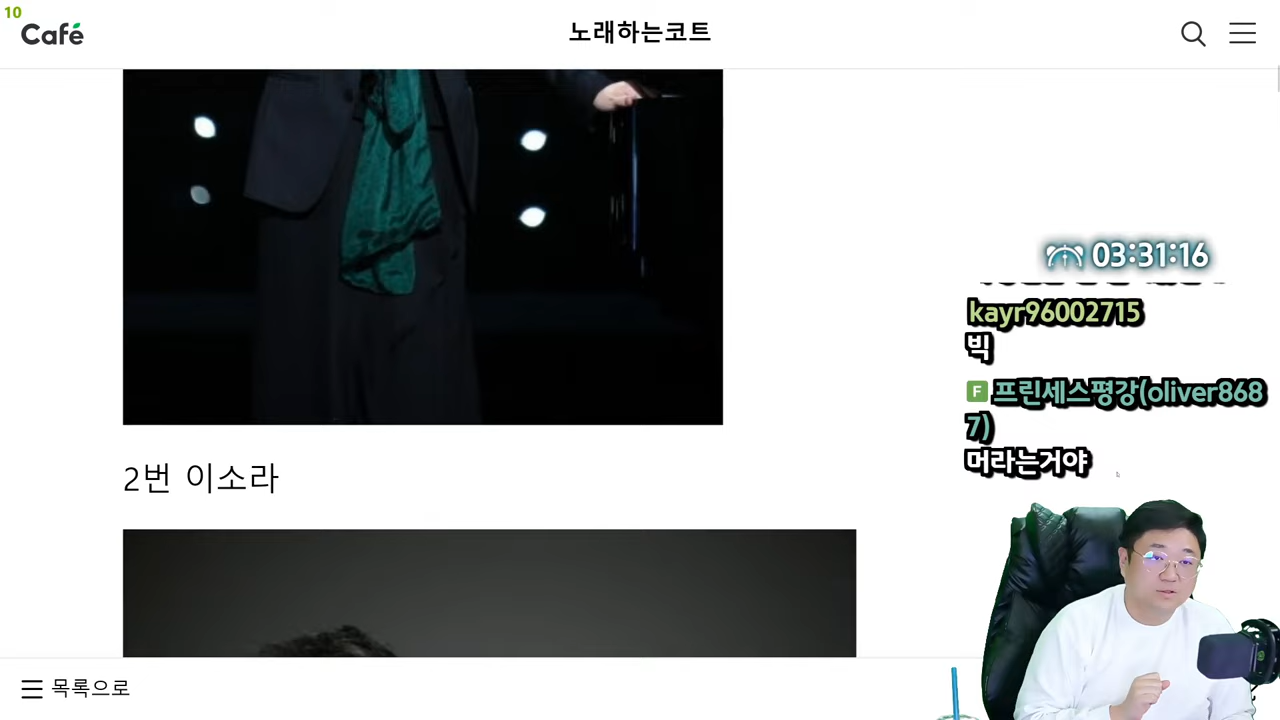 10
Café
노래하는코트
03:31:16
kayr96002715
빅
F 프린세스평강(oliver868
7)
머라는거야
2번 이소라
목록으로